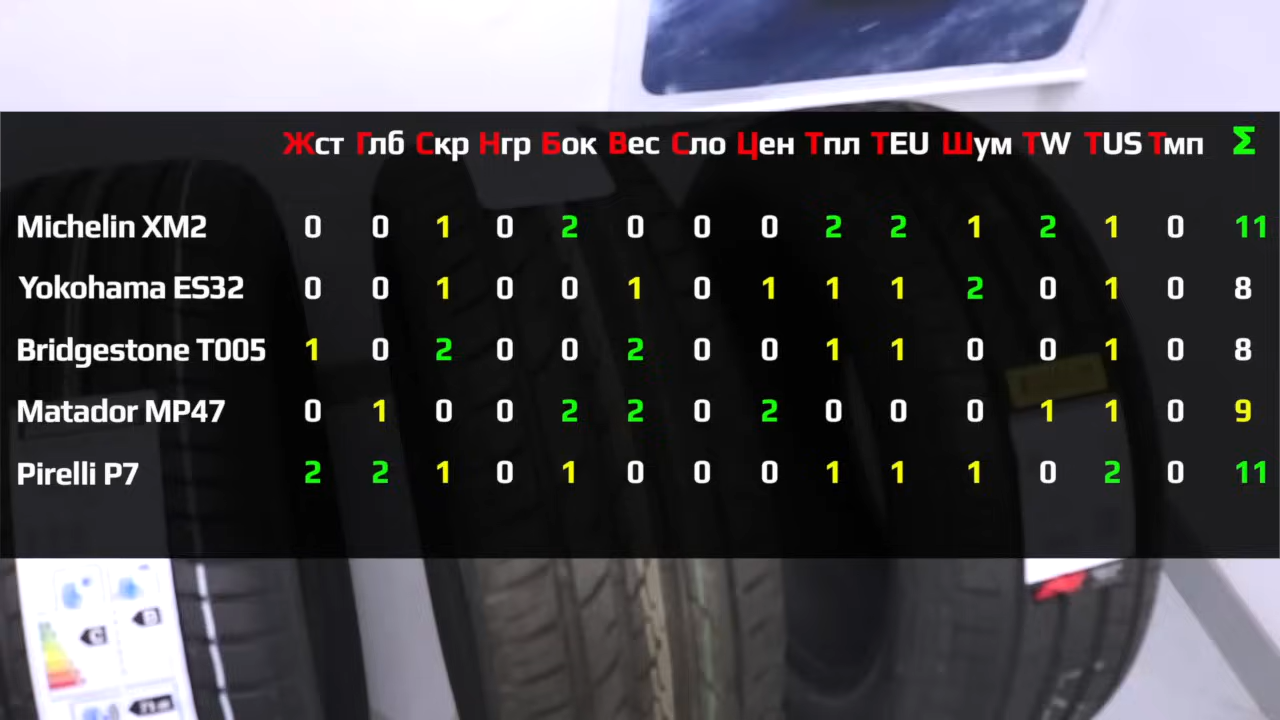 Жст Глб Скр Нгр Бок Вес Сло Цен Тпл TEU Шум TW TUS Тмп Σ
Michelin XM2 0 0 1 0 2 0 0 0 2 2 1 2 1 0 11
Yokohama ES32 0 0 1 0 0 1 0 1 1 1 2 0 1 0 8
Bridgestone T005 1 0 2 0 0 2 0 0 1 1 0 0 1 0 8
Matador MP47 0 1 0 0 2 2 0 2 0 0 0 1 1 0 9
Pirelli P7 2 2 1 0 1 0 0 0 1 1 1 0 2 0 11
C